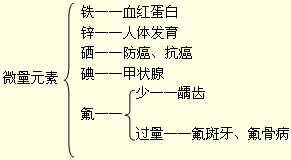 微量元素
铁——血红蛋白
锌——人体发育
硒——防癌、抗癌
碘——甲状腺
氟——
少——龋齿
过量——氟斑牙、氟骨病